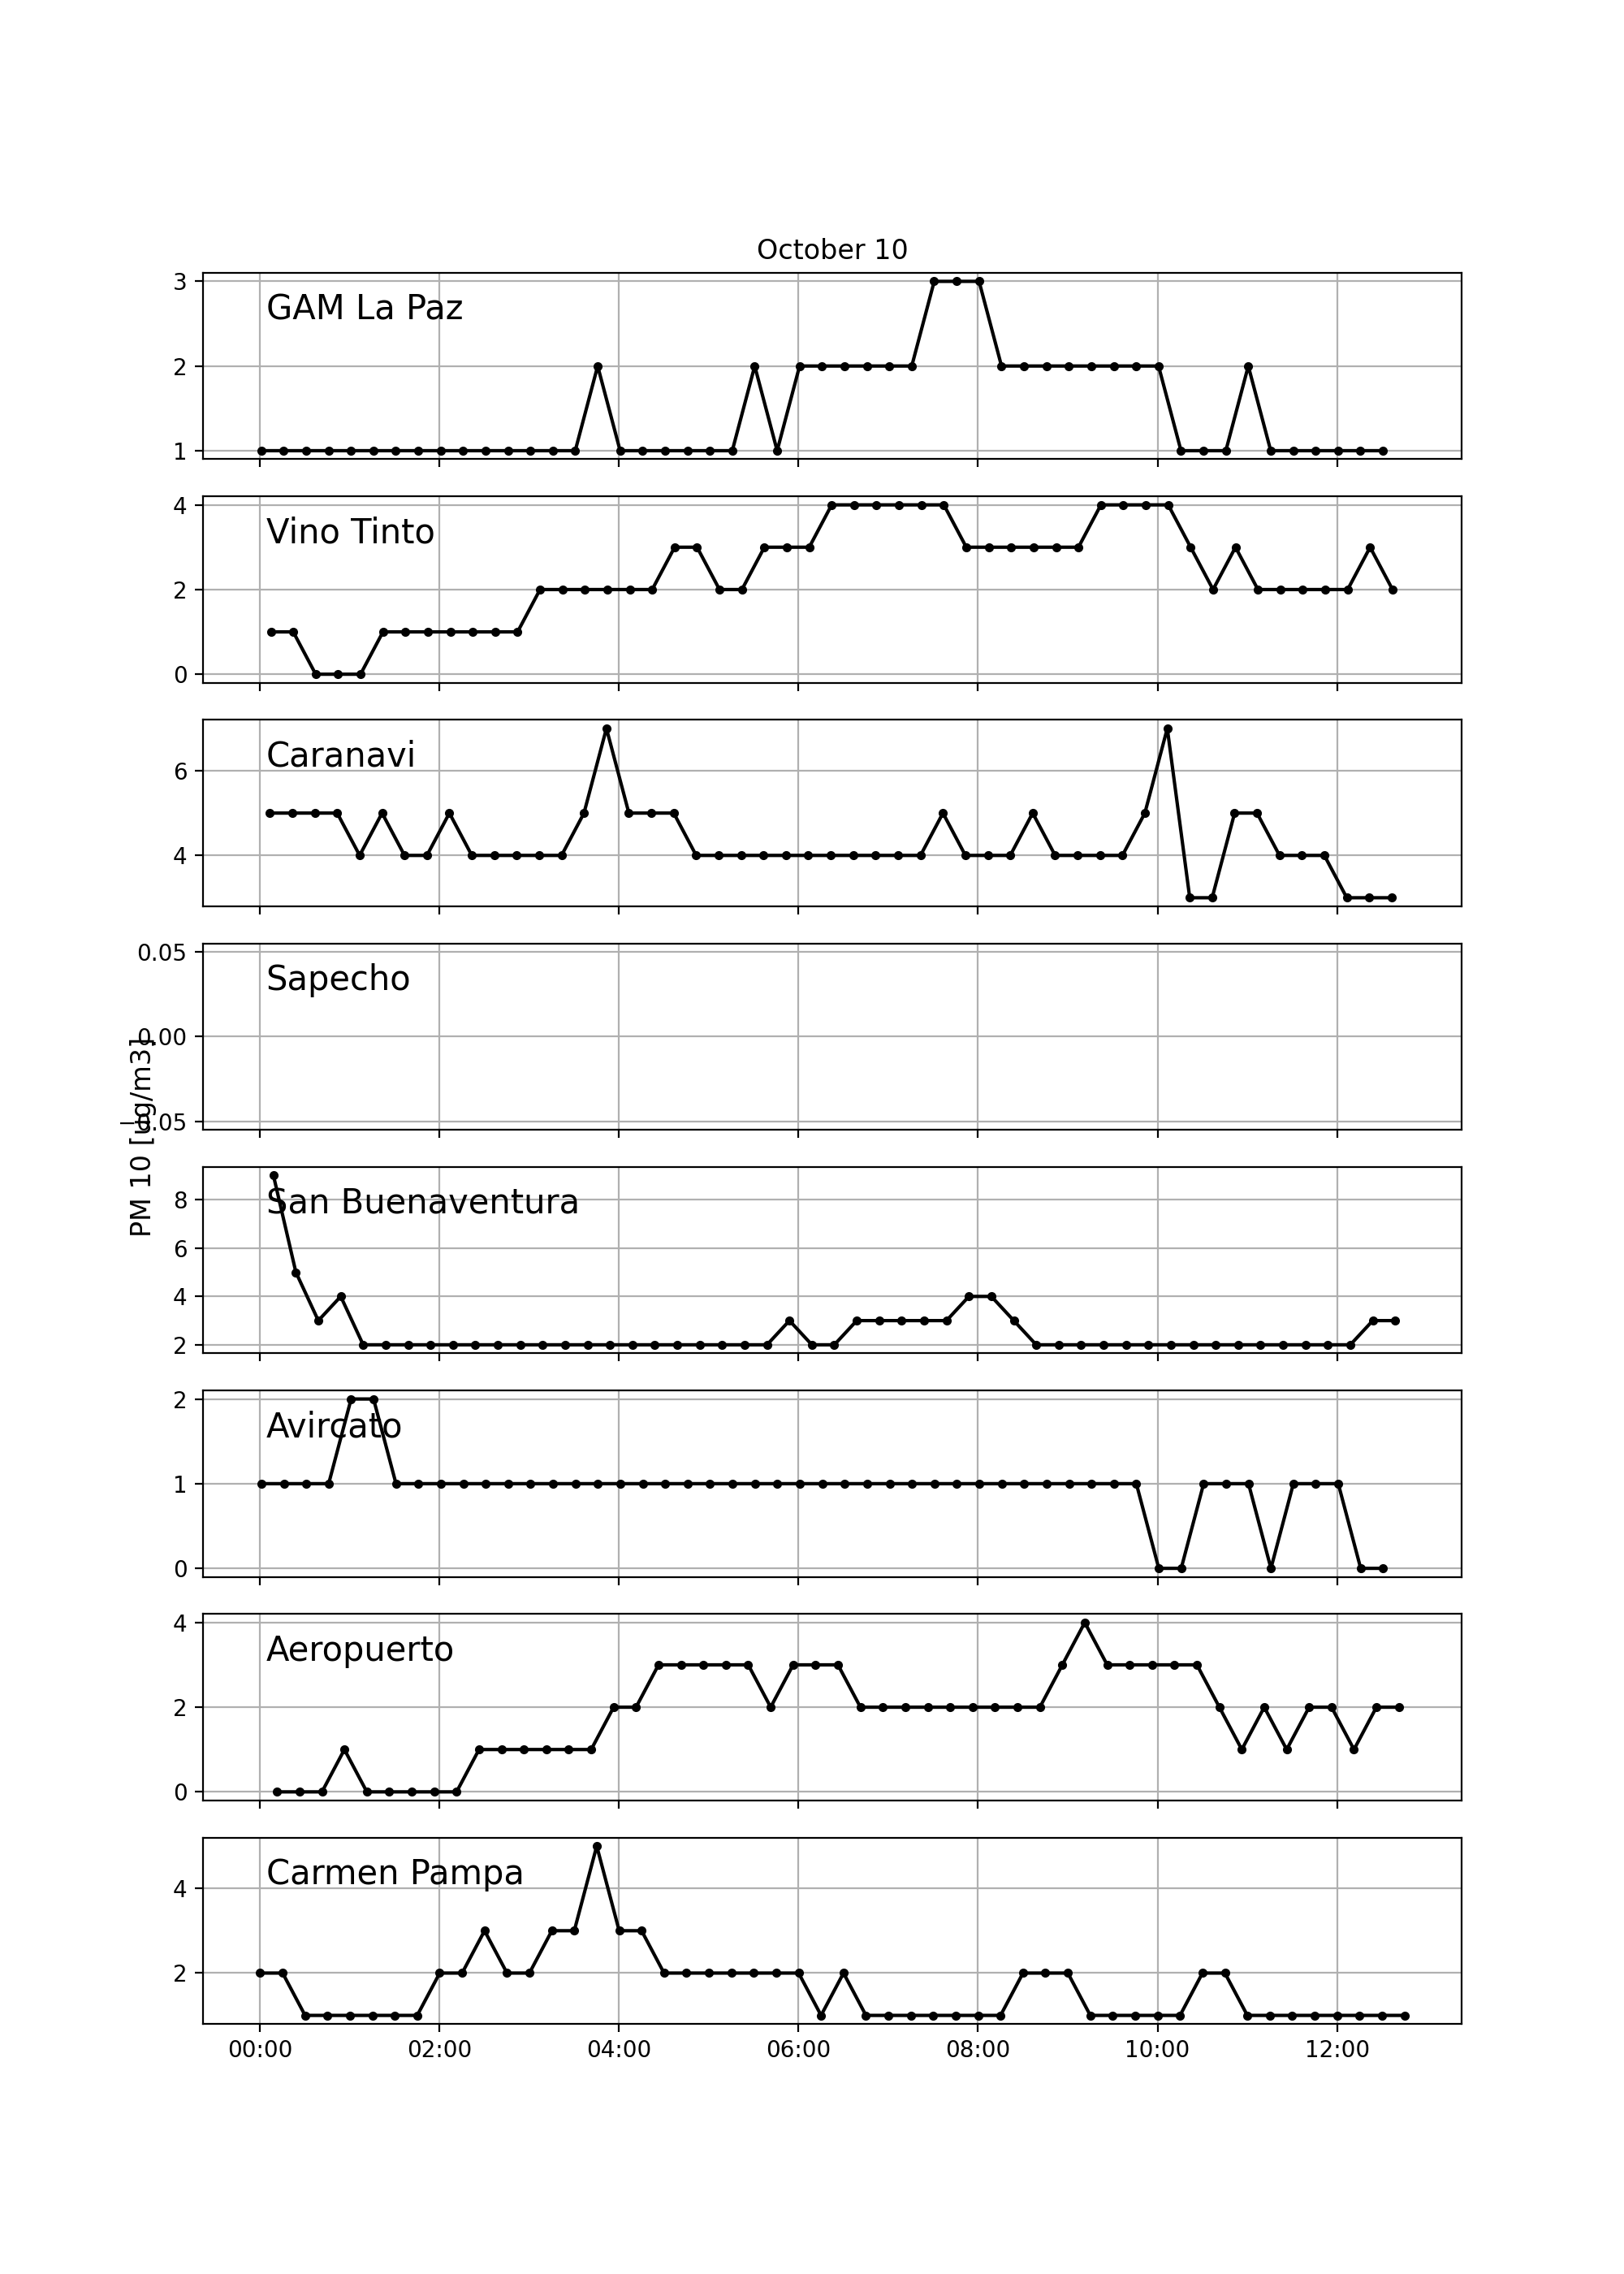 October 10
3
GAM La Paz
2
1
4
Vino Tinto
2
0
Caranavi
6
4
0.05
Sapecho
0.00
−0.05
PM 10 [ug/m3]
San Buenaventura
8
6
4
2
2
Avircato
1
0
4
Aeropuerto
2
0
Carmen Pampa
4
2
00:00 02:00 04:00 06:00 08:00 10:00 12:00